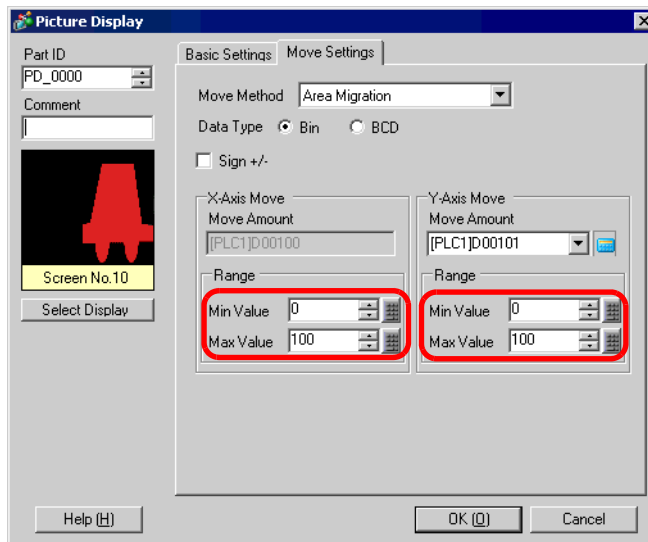 Picture Display
Part ID
PD_0000
Comment
Screen No.10
Select Display
Basic Settings Move Settings
Move Method Area Migration
Data Type Bin BCD
Sign +/-
X-Axis Move
Move Amount
[PLC1]D00100
Range
Min Value 0
Max Value 100
Y-Axis Move
Move Amount
[PLC1]D00101
Range
Min Value 0
Max Value 100
Help (H) OK (O) Cancel